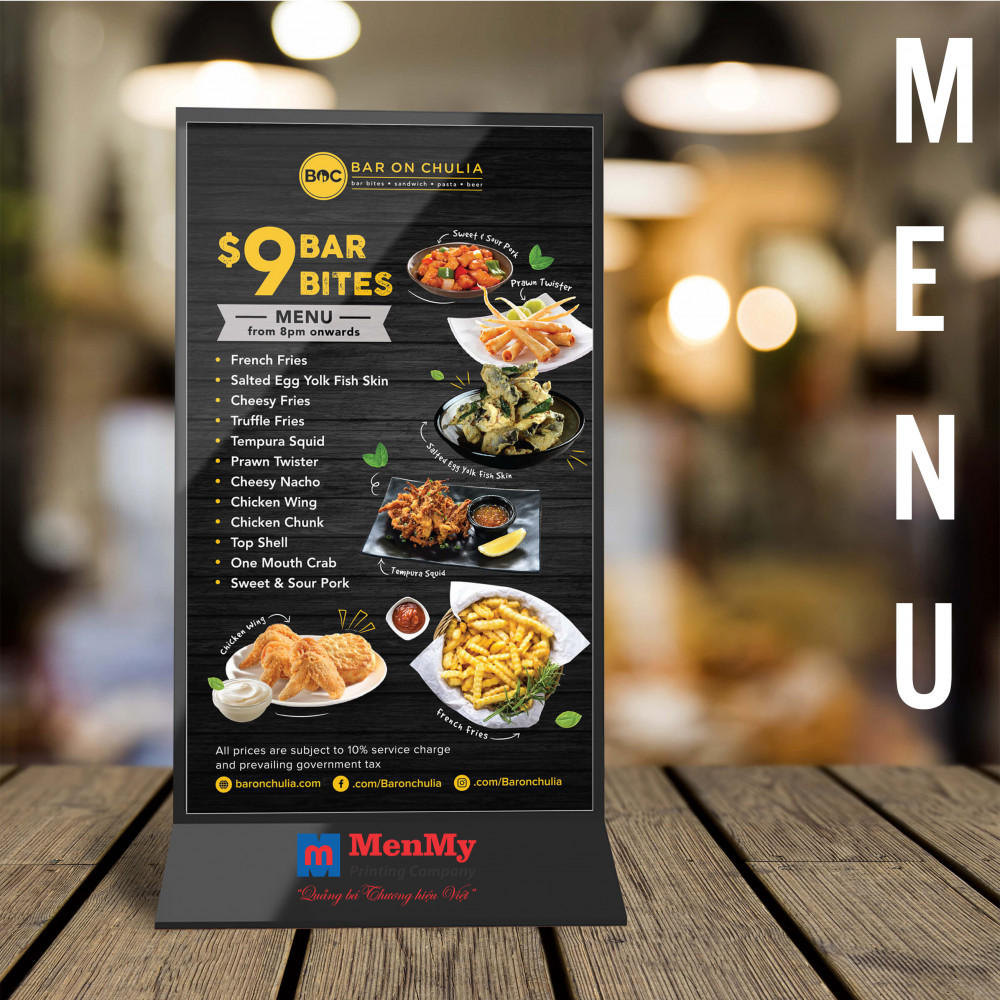 MENU
BOC
BAR ON CHULIA
bar bites • sandwich • pasta • beer
$9 BAR
BITES
MENU
from 8pm onwards
• French Fries
• Salted Egg Yolk Fish Skin
• Cheesy Fries
• Truffle Fries
• Tempura Squid
• Prawn Twister
• Cheesy Nacho
• Chicken Wing
• Chicken Chunk
• Top Shell
• One Mouth Crab
• Sweet & Sour Pork
Sweet & Sour Pork
Prawn Twister
Salted Egg Yolk Fish Skin
Tempura Squid
Chicken Wing
French Fries
All prices are subject to 10% service charge
and prevailing government tax
baronchulia.com f .com/Baronchulia .com/Baronchulia
m MenMy
Printing Company
"Quảng bá Thương hiệu Việt"